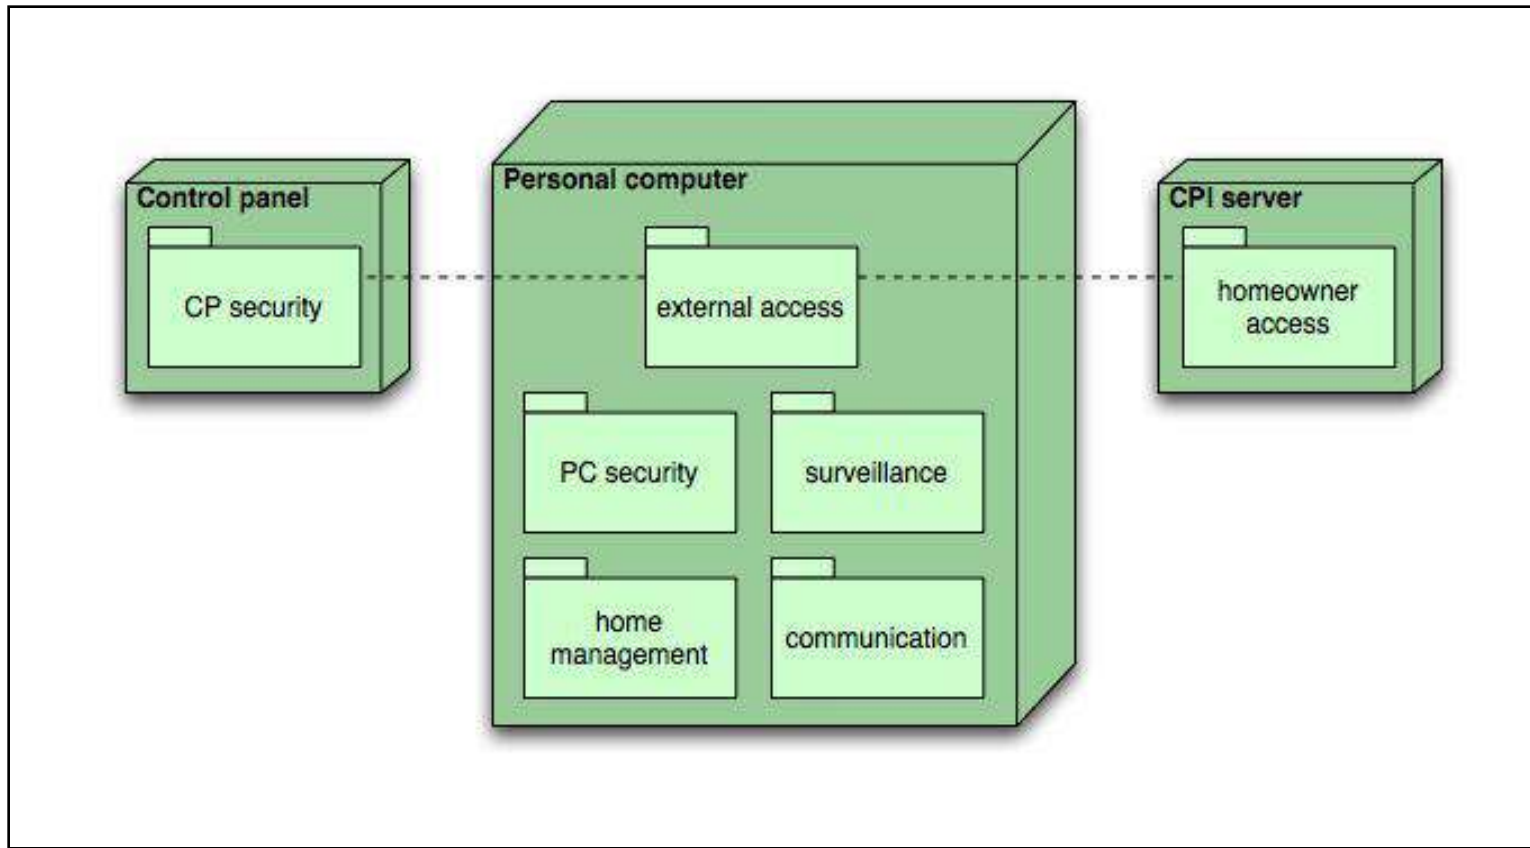 Control panel
CP security
Personal computer
external access
PC security
surveillance
home
management
communication
CPI server
homeowner
access